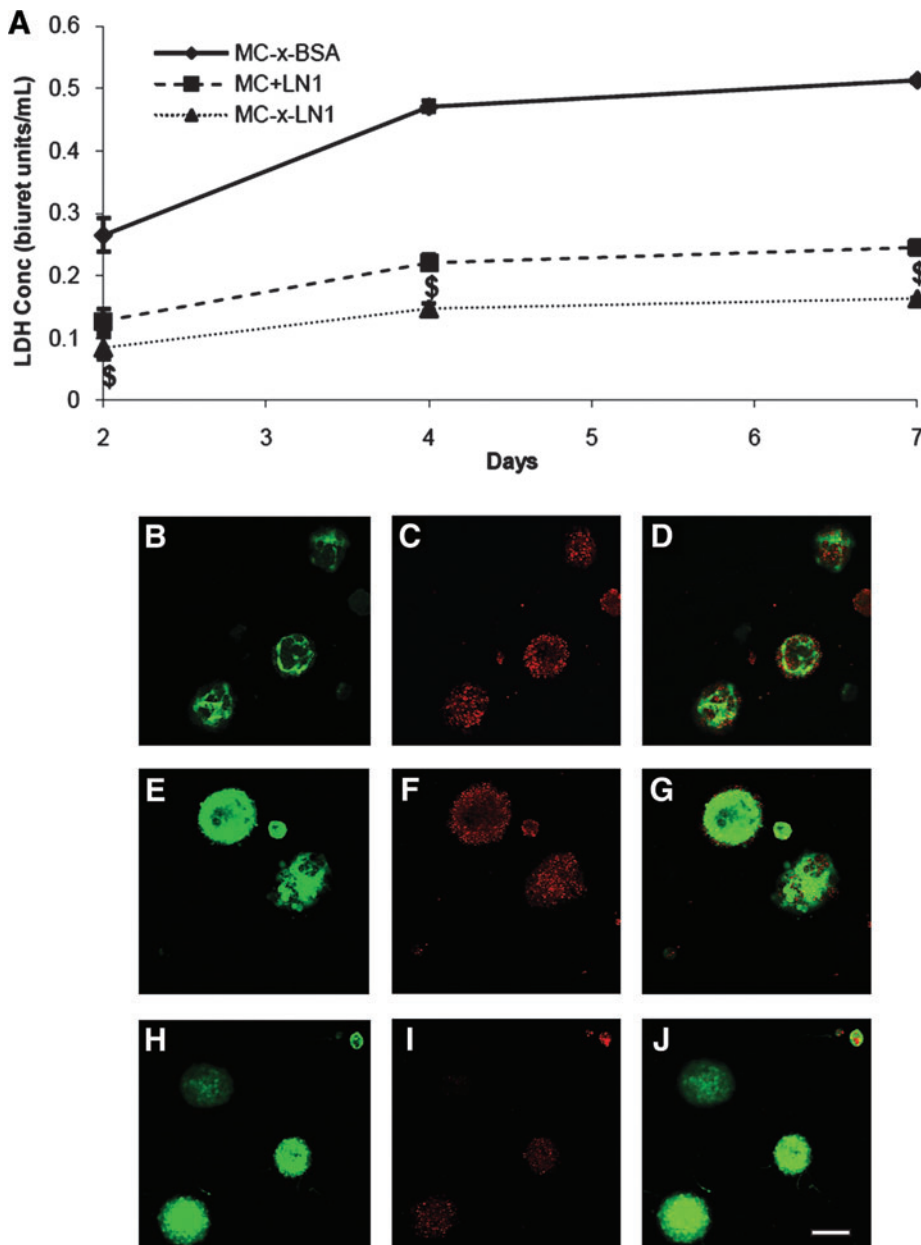 A
0.6
0.5
0.4
0.3
0.2
0.1
0
LDH Conc (biuret units/mL)
MC-x-BSA
MC+LN1
MC-x-LN1
$
$
$
2
3
4
5
6
7
Days
B
C
D
E
F
G
H
I
J